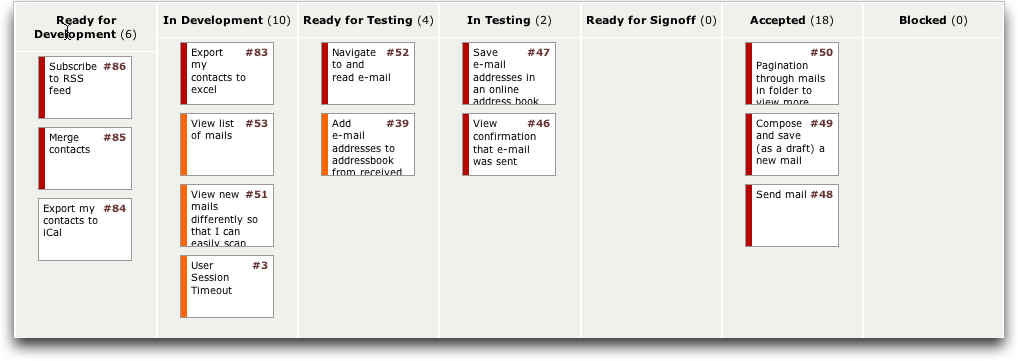 Ready for
Development (6)
In Development (10)
Ready for Testing (4)
In Testing (2)
Ready for Signoff (0)
Accepted (18)
Blocked (0)
Subscribe #86
to RSS
feed
Merge #85
contacts
Export my #84
contacts to
iCal
Export #83
my
contacts to
excel
View list #53
of mails
View new #51
mails
differently so
that I can
easily scan
User #3
Session
Timeout
Navigate #52
to and
read e-mail
Add #39
e-mail
addresses to
addressbook
from received
Save #47
e-mail
addresses in
an online
address book
View #46
confirmation
that e-mail
was sent
#50
Pagination
through mails
in folder to
view more
Compose #49
and save
(as a draft) a
new mail
Send mail #48